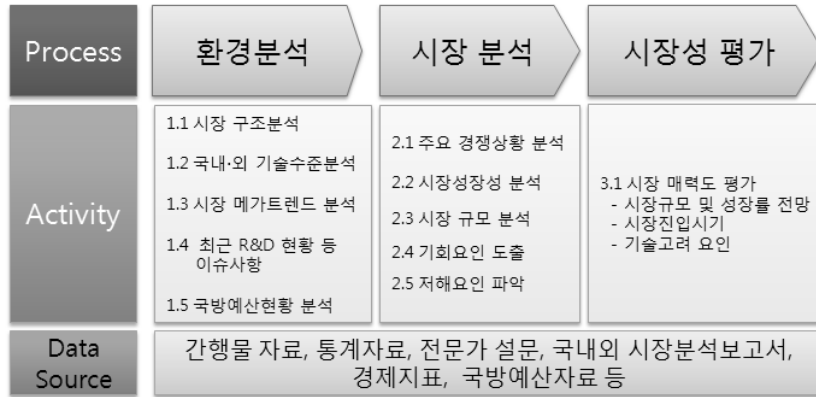 Process
환경분석
시장 분석
시장성 평가
Activity
1.1 시장 구조분석
1.2 국내·외 기술수준분석
1.3 시장 메가트렌드 분석
1.4 최근 R&D 현황 등
이슈사항
1.5 국방예산현황 분석
2.1 주요 경쟁상황 분석
2.2 시장성장성 분석
2.3 시장 규모 분석
2.4 기회요인 도출
2.5 저해요인 파악
3.1 시장 매력도 평가
- 시장규모 및 성장률 전망
- 시장진입시기
- 기술고려 요인
Data
Source
간행물 자료, 통계자료, 전문가 설문, 국내외 시장분석보고서,
경제지표, 국방예산자료 등